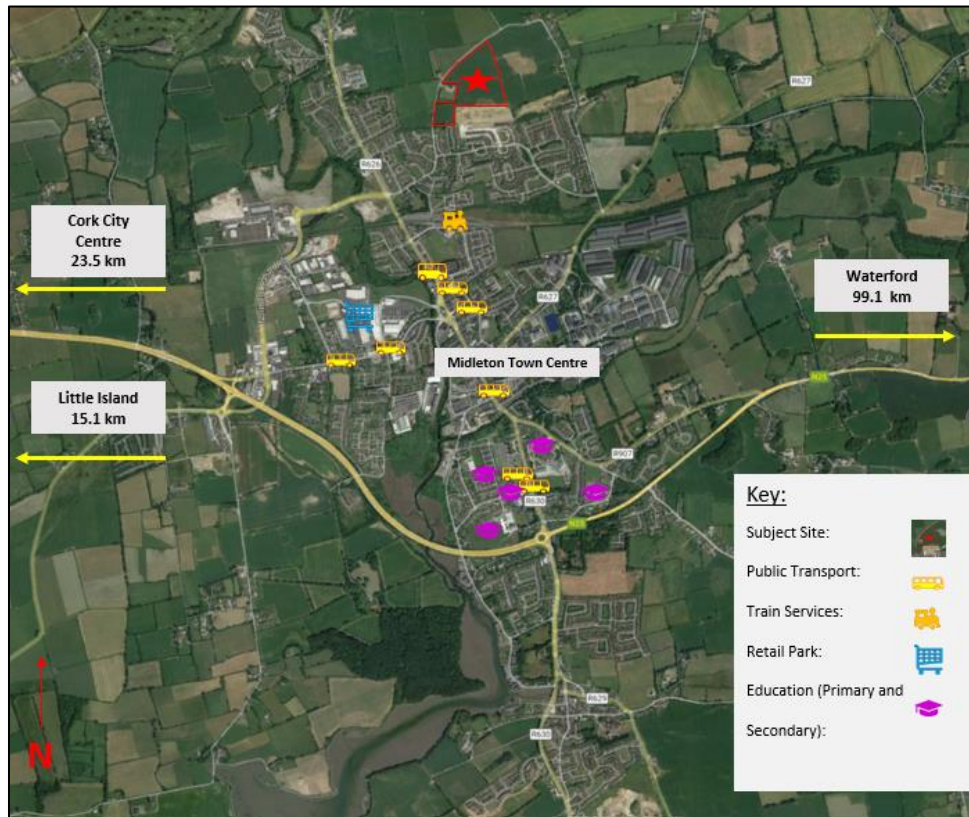 R627
R626
Cork City
Centre
23.5 km
Waterford
99.1 km
R627
Midleton Town Centre
N25
Little Island
15.1 km
R907
R630
N25
Key:
Subject Site:
Public Transport:
Train Services:
Retail Park:
Education (Primary and
Secondary):
R629
R630
N